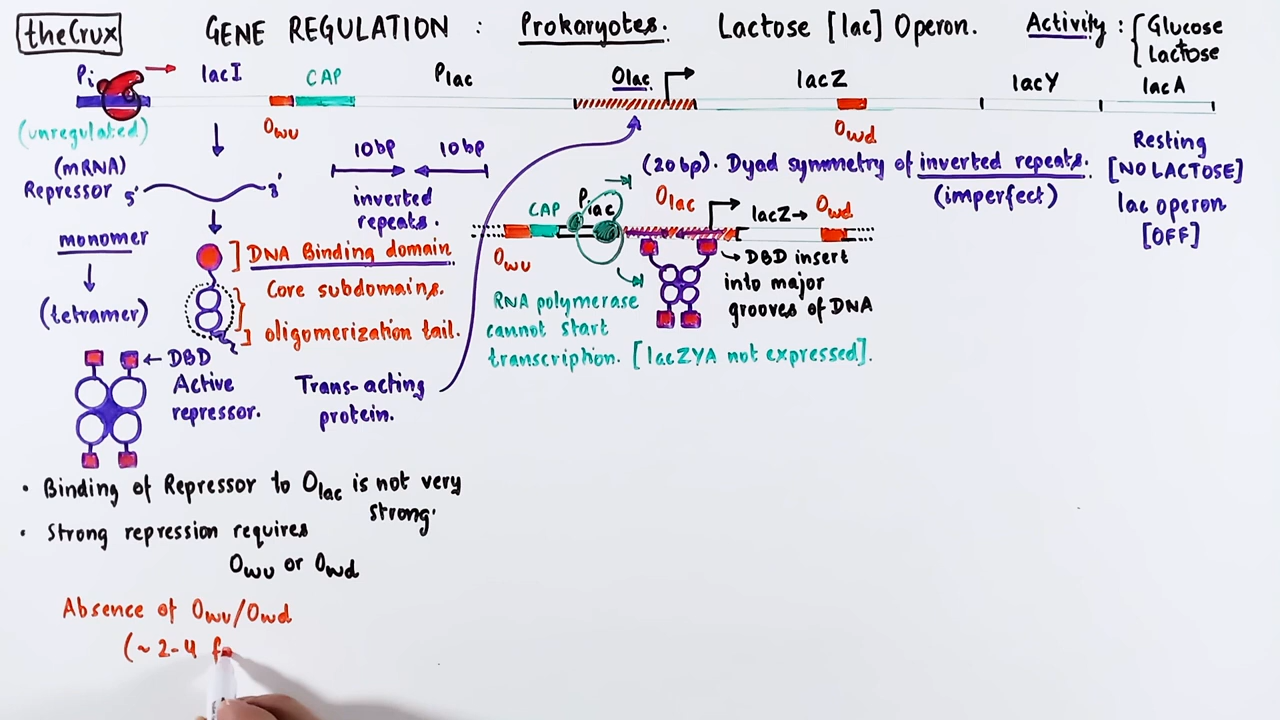 theCrux
GENE REGULATION : Prokaryotes. Lactose [lac] Operon. Activity : { Glucose
Lactose
Pi lacI CAP Plac Olac lacZ lacY lacA
(unregulated)
Owu
Owd
(mRNA)
Repressor 5' 3'
monomer
(tetramer)
10bp 10bp
inverted
repeats.
(20bp). Dyad symmetry of inverted repeats.
(imperfect)
Resting
[NO LACTOSE]
lac operon
[OFF]
DNA Binding domain
Core subdomains.
oligomerization tail.
← DBD
Active
repressor.
Trans-acting
protein.
CAP Plac Olac lacZ→ Owd
Owu
DBD insert
into major
grooves of DNA
RNA polymerase
cannot start
transcription. [lacZYA not expressed].
• Binding of Repressor to Olac is not very
strong.
• Strong repression requires
Owu or Owd
Absence of Owu/Owd
(~2-4